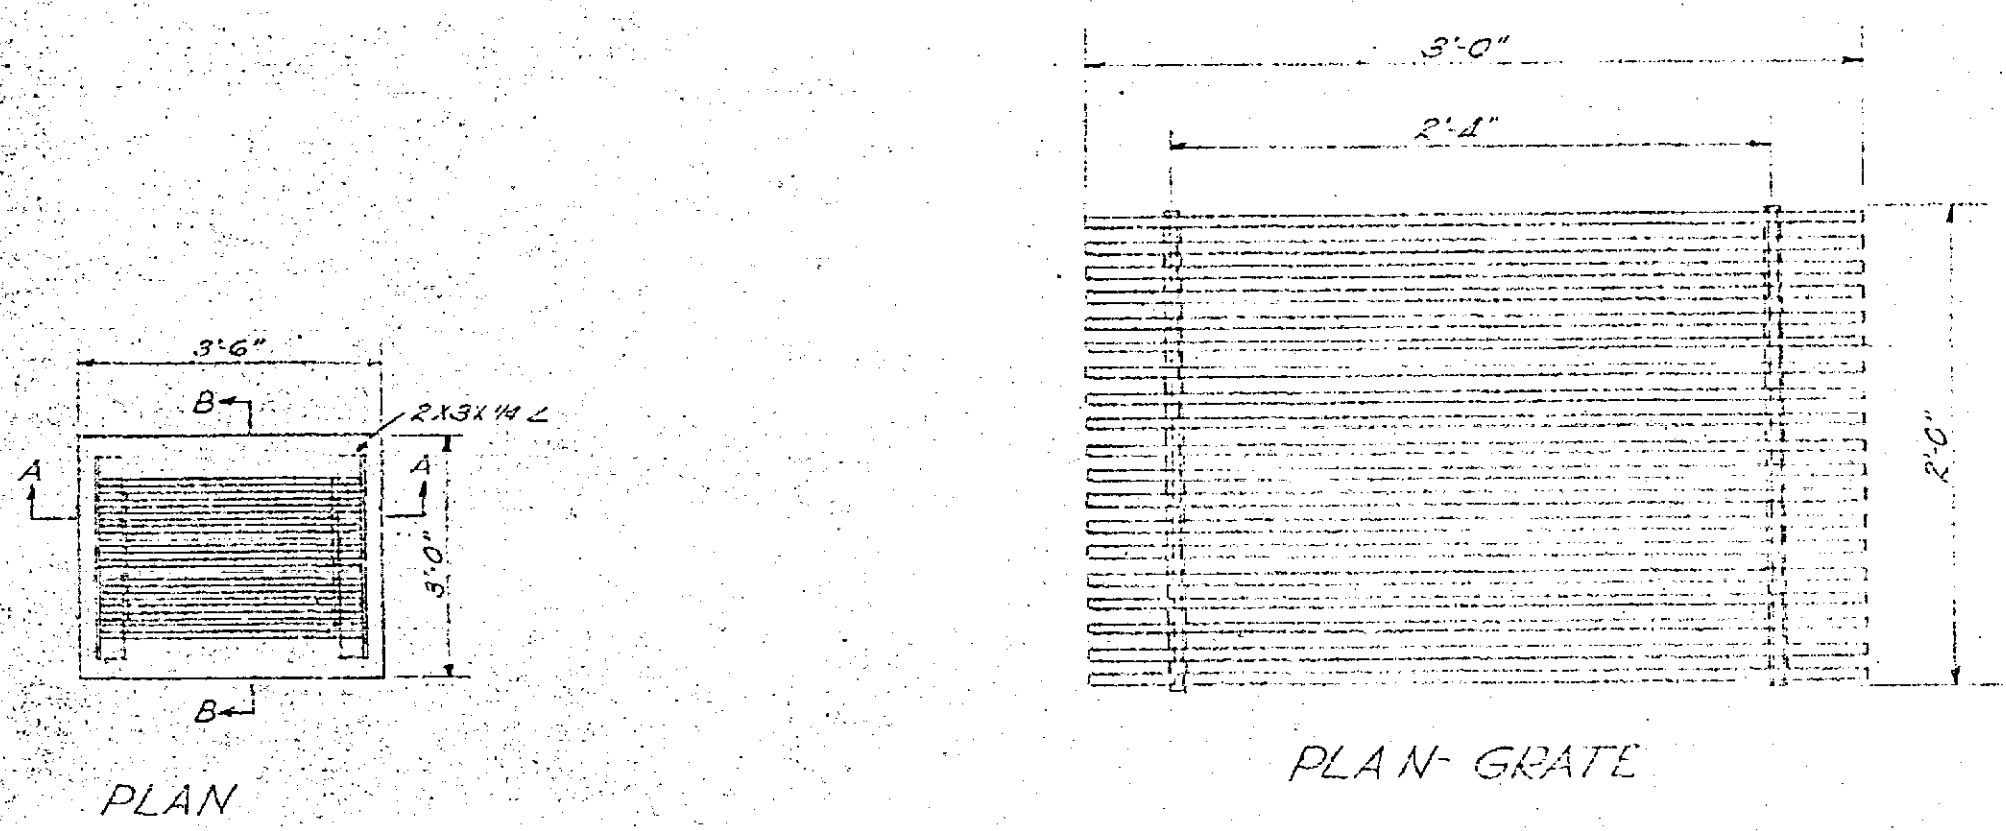 3'-0"
2'-4"
3'-6"
B
2X3X1/4 L
A
A
3'-0"
2'-0"
B
PLAN-GRATE
PLAN